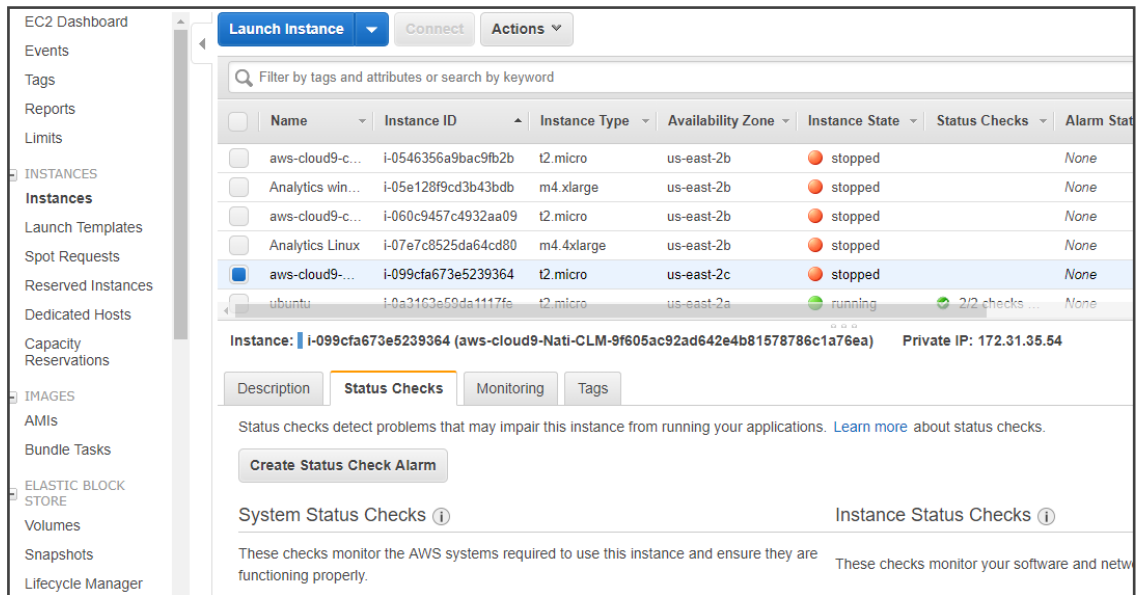 EC2 Dashboard
Events
Tags
Reports
Limits
INSTANCES
Instances
Launch Templates
Spot Requests
Reserved Instances
Dedicated Hosts
Capacity
Reservations
IMAGES
AMIs
Bundle Tasks
ELASTIC BLOCK
STORE
Volumes
Snapshots
Lifecycle Manager
Launch Instance Connect Actions
Filter by tags and attributes or search by keyword
Name Instance ID Instance Type Availability Zone Instance State Status Checks Alarm Stat
aws-cloud9-c... i-0546356a9bac9fb2b t2.micro us-east-2b stopped None
Analytics win... i-05e128f9cd3b43bdb m4.xlarge us-east-2b stopped None
aws-cloud9-c... i-060c9457c4932aa09 t2.micro us-east-2b stopped None
Analytics Linux i-07e7c8525da64cd80 m4.4xlarge us-east-2b stopped None
aws-cloud9-... i-099cfa673e5239364 t2.micro us-east-2c stopped None
ubuntu i-0a3163e59da1117fe t2.micro us-east-2a running 2/2 checks ... None
Instance: i-099cfa673e5239364 (aws-cloud9-Nati-CLM-9f605ac92ad642e4b81578786c1a76ea) Private IP: 172.31.35.54
Description Status Checks Monitoring Tags
Status checks detect problems that may impair this instance from running your applications. Learn more about status checks.
Create Status Check Alarm
System Status Checks
These checks monitor the AWS systems required to use this instance and ensure they are
functioning properly.
Instance Status Checks
These checks monitor your software and netw